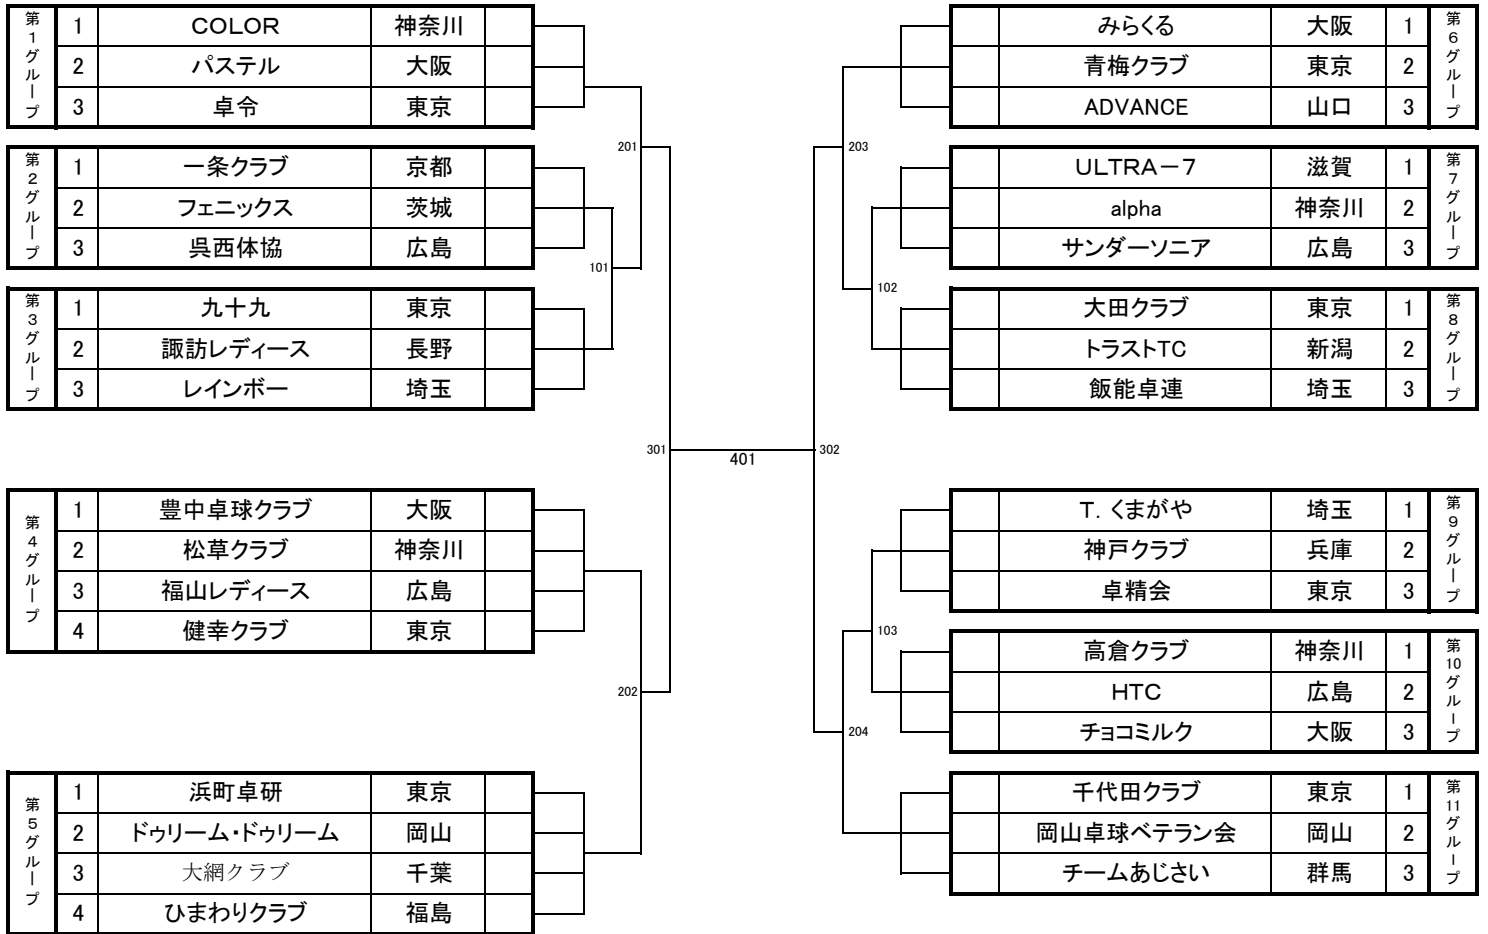 第1グループ
1 COLOR 神奈川
2 パステル 大阪
3 卓令 東京
第2グループ
1 一条クラブ 京都
2 フェニックス 茨城
3 呉西体協 広島
第3グループ
1 九十九 東京
2 諏訪レディース 長野
3 レインボー 埼玉
第4グループ
1 豊中卓球クラブ 大阪
2 松草クラブ 神奈川
3 福山レディース 広島
4 健幸クラブ 東京
第5グループ
1 浜町卓研 東京
2 ドゥリーム・ドゥリーム 岡山
3 大網クラブ 千葉
4 ひまわりクラブ 福島
201
101
301
202
401
203
102
302
103
204
みらくる 大阪 1
青梅クラブ 東京 2
ADVANCE 山口 3
第6グループ
ULTRA－7 滋賀 1
alpha 神奈川 2
サンダーソニア 広島 3
第7グループ
大田クラブ 東京 1
トラストTC 新潟 2
飯能卓連 埼玉 3
第8グループ
T．くまがや 埼玉 1
神戸クラブ 兵庫 2
卓精会 東京 3
第9グループ
高倉クラブ 神奈川 1
HTC 広島 2
チョコミルク 大阪 3
第10グループ
千代田クラブ 東京 1
岡山卓球ベテラン会 岡山 2
チームあじさい 群馬 3
第11グループ